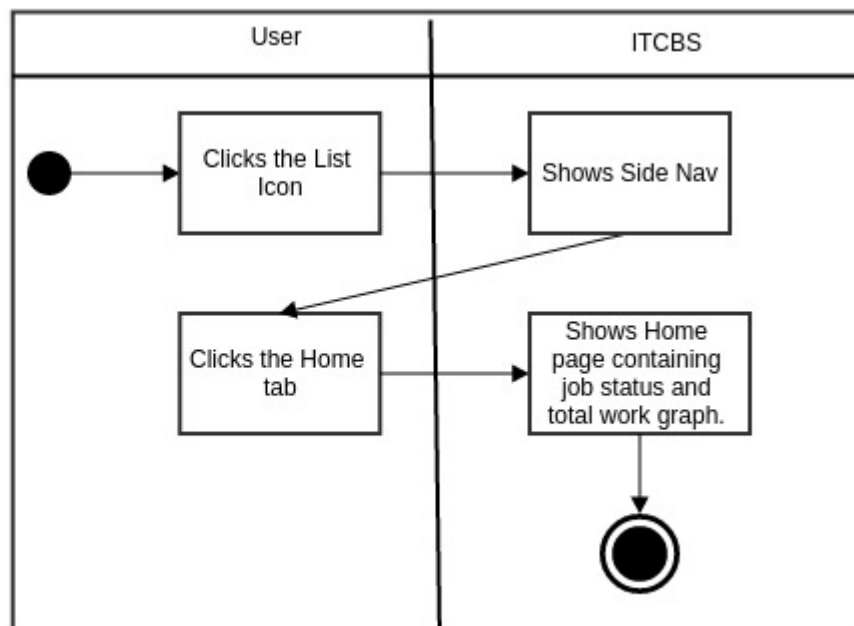 User
ITCBS
Clicks the List
Icon
Shows Side Nav
Clicks the Home
tab
Shows Home
page containing
job status and
total work graph.